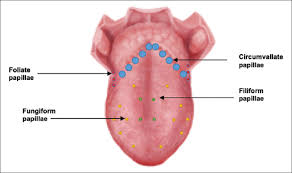 Circumvallate
papillae
Foliate
papillae
Filiform
papillae
Fungiform
papillae